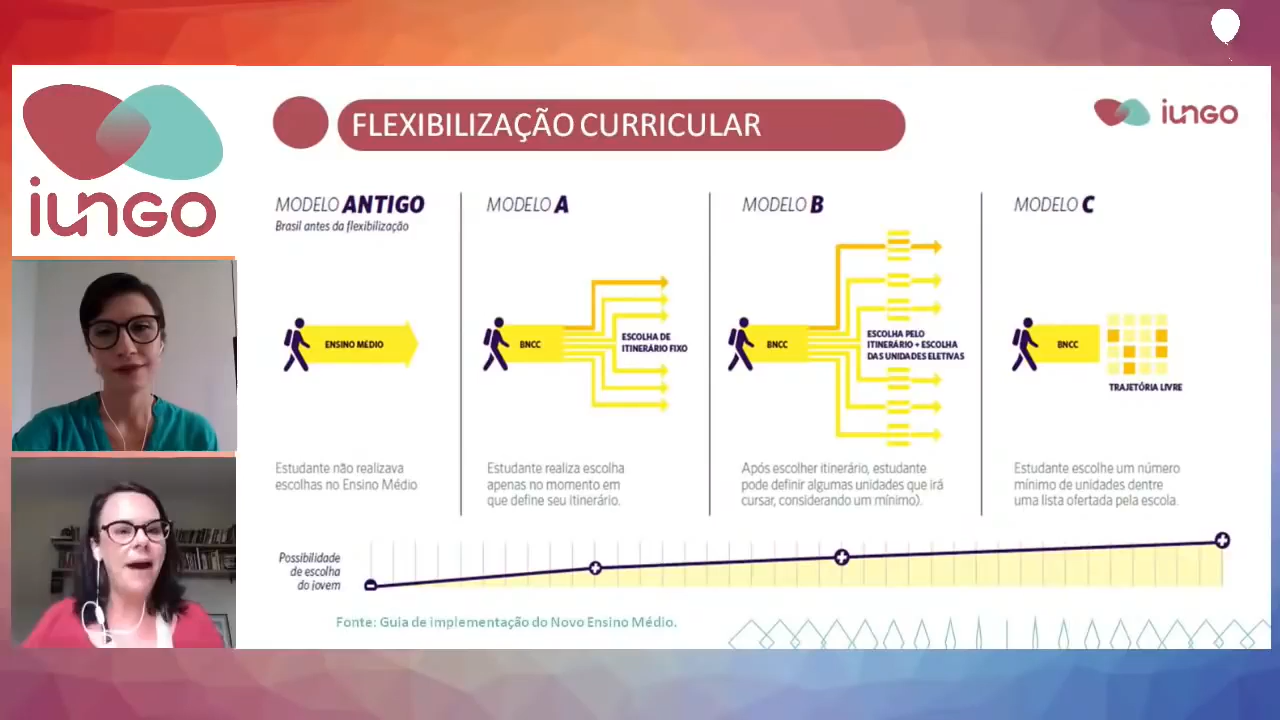 iUNGO
FLEXIBILIZAÇÃO CURRICULAR
iUNGO
MODELO ANTIGO
Brasil antes da flexibilização
ENSINO MÉDIO
Estudante não realizava
escolhas no Ensino Médio
MODELO A
BNCC
ESCOLHA DE
ITINERÁRIO FIXO
Estudante realiza escolha
apenas no momento em
que define seu itinerário.
MODELO B
BNCC
ESCOLHA PELO
ITINERÁRIO + ESCOLHA
DAS UNIDADES ELETIVAS
Após escolher itinerário, estudante
pode definir algumas unidades que irá
cursar, considerando um mínimo).
MODELO C
BNCC
TRAJETÓRIA LIVRE
Estudante escolhe um número
mínimo de unidades dentre
uma lista ofertada pela escola.
Possibilidade
de escolha
do jovem
Fonte: Guia de implementação do Novo Ensino Médio.